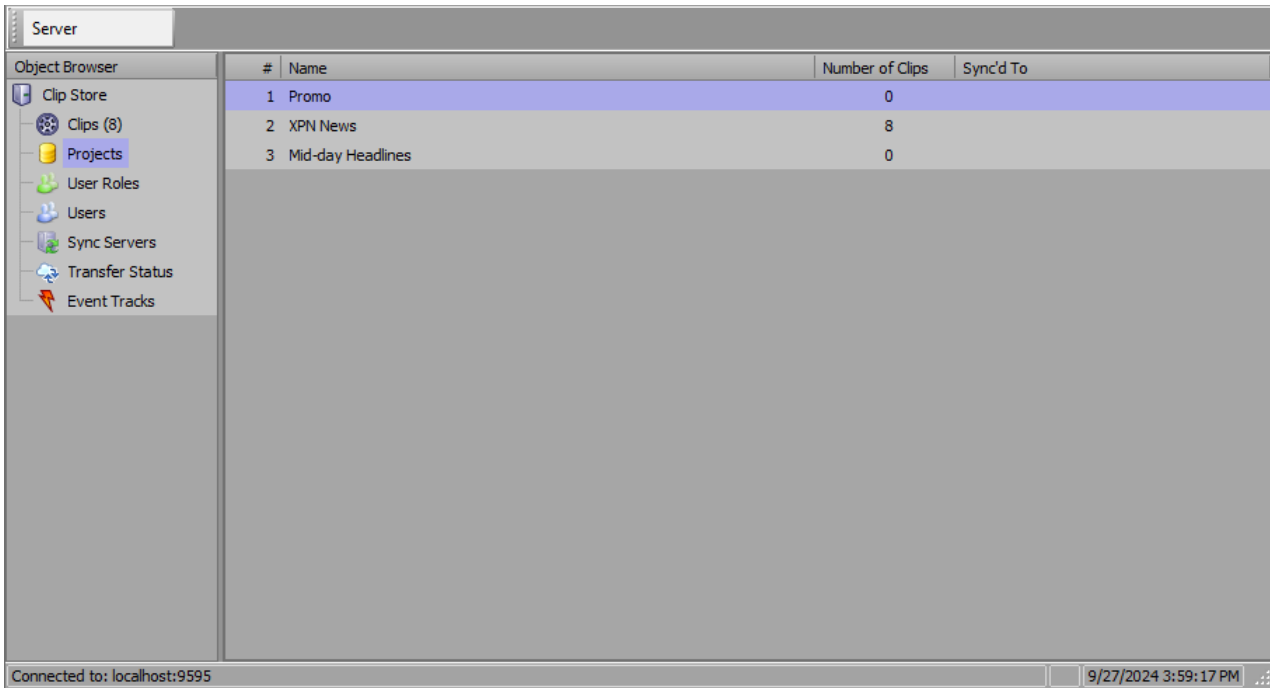 Server
Object Browser
Clip Store
Clips (8)
Projects
User Roles
Users
Sync Servers
Transfer Status
Event Tracks
# Name Number of Clips Sync'd To
1 Promo 0
2 XPN News 8
3 Mid-day Headlines 0
Connected to: localhost:9595 9/27/2024 3:59:17 PM